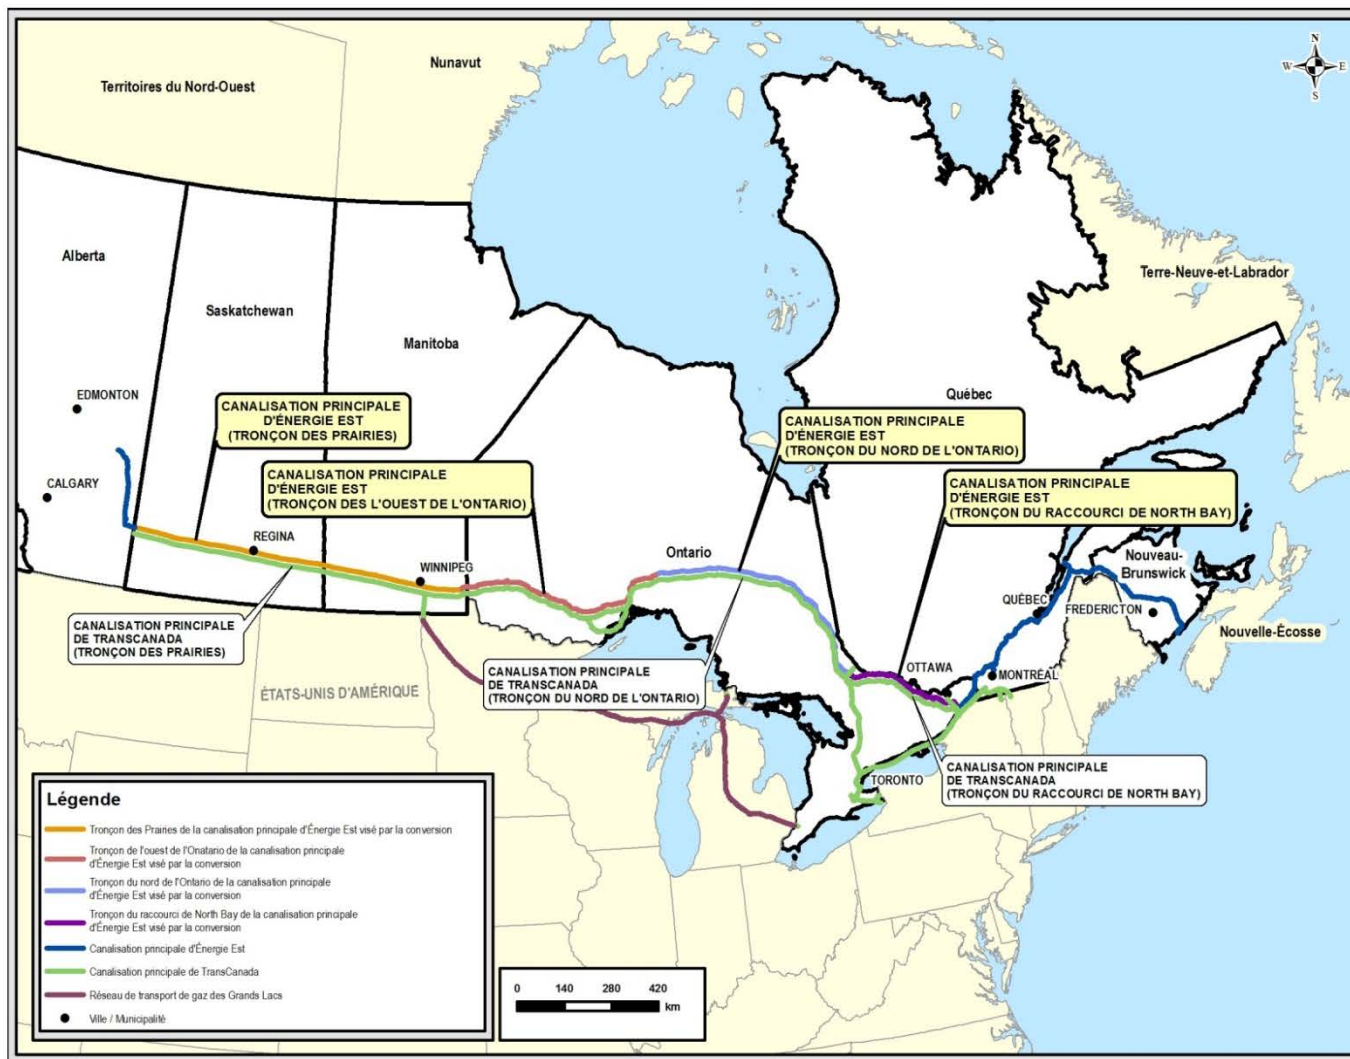 Nunavut
N
W
E
S
Territoires du Nord-Ouest
Alberta
Terre-Neuve-et-Labrador
Saskatchewan
Manitoba
EDMONTON
Québec
CANALISATION PRINCIPALE
D'ÉNERGIE EST
(TRONÇON DES PRAIRIES)
CANALISATION PRINCIPALE
D'ÉNERGIE EST
(TRONÇON DU NORD DE L'ONTARIO)
CANALISATION PRINCIPALE
D'ÉNERGIE EST
(TRONÇON DES L'OUEST DE L'ONTARIO)
CANALISATION PRINCIPALE
D'ÉNERGIE EST
(TRONÇON DU RACCOURCI DE NORTH BAY)
CALGARY
REGINA
WINNIPEG
Ontario
Nouveau-
Brunswick
QUÉBEC
FREDERICTON
Nouvelle-Écosse
CANALISATION PRINCIPALE
DE TRANSCANADA
(TRONÇON DES PRAIRIES)
OTTAWA
MONTRÉAL
CANALISATION PRINCIPALE
DE TRANSCANADA
(TRONÇON DU NORD DE L'ONTARIO)
ÉTATS-UNIS D'AMÉRIQUE
TORONTO
CANALISATION PRINCIPALE
DE TRANSCANADA
(TRONÇON DU RACCOURCI DE NORTH BAY)
Légende
Tronçon des Prairies de la canalisation principale d'Énergie Est visé par la conversion
Tronçon de l'ouest de l'Onatario de la canalisation principale
d'Énergie Est visé par la conversion
Tronçon du nord de l'Ontario de la canalisation principale
d'Énergie Est visé par la conversion
Tronçon du raccourci de North Bay de la canalisation principale
d'Énergie Est visé par la conversion
Canalisation principale d'Énergie Est
Canalisation principale de TransCanada
Réseau de transport de gaz des Grands Lacs
Ville / Municipalité
0 140 280 420
km